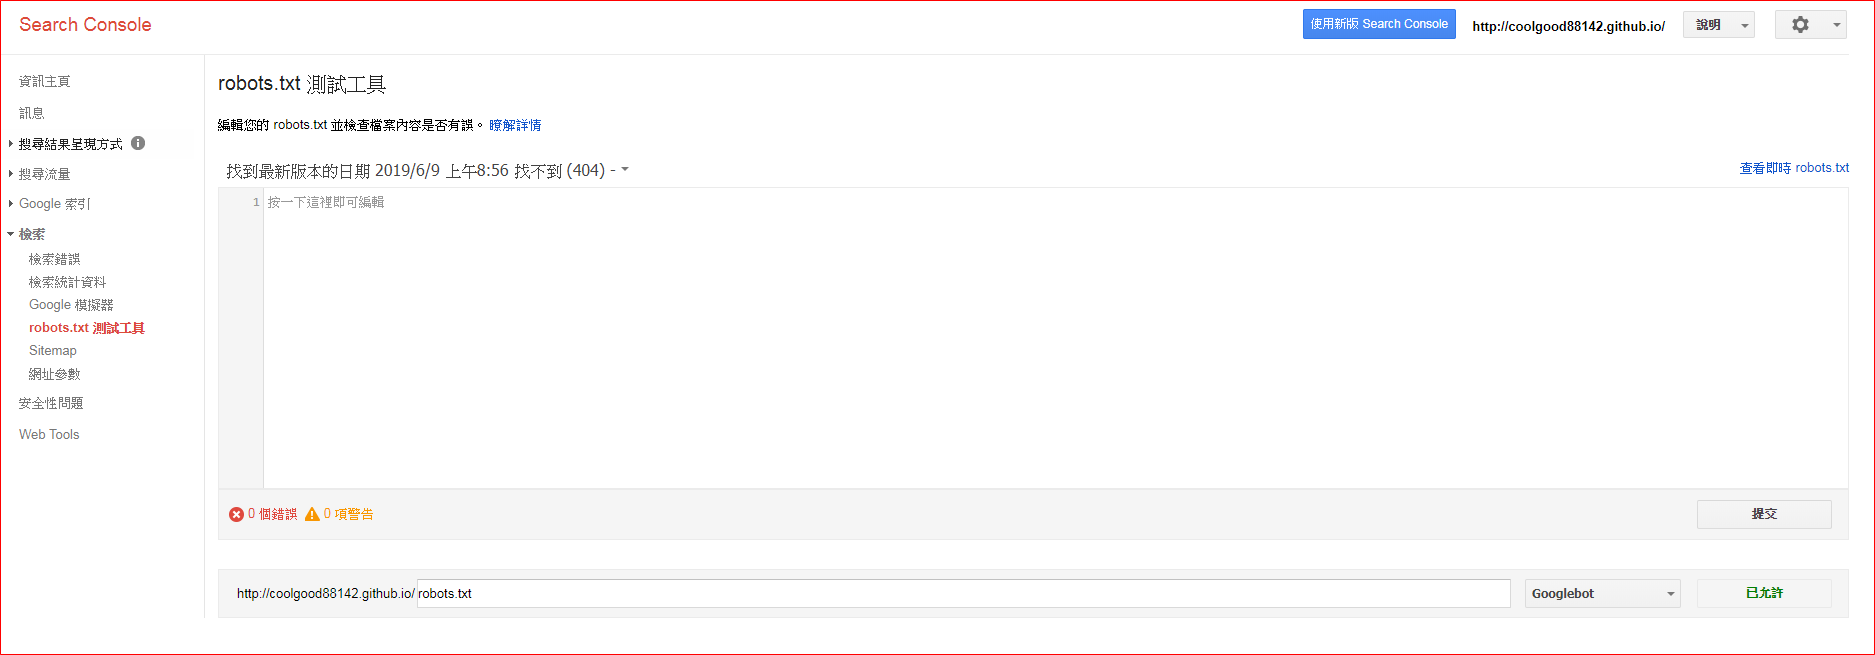 Search Console
使用新版 Search Console
http://coolgood88142.github.io/
說明
資訊主頁
訊息
搜尋結果呈現方式
搜尋流量
Google 索引
檢索
檢索錯誤
檢索統計資料
Google 模擬器
robots.txt 測試工具
Sitemap
網址參數
安全性問題
Web Tools
robots.txt 測試工具
編輯您的 robots.txt 並檢查檔案內容是否有誤。 瞭解詳情
找到最新版本的日期 2019/6/9 上午8:56 找不到 (404) -
查看即時 robots.txt
1 按一下這裡即可編輯
0 個錯誤 0 項警告
提交
http://coolgood88142.github.io/ robots.txt
Googlebot
已允許